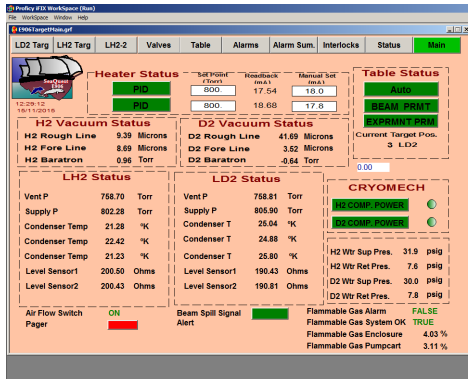 Proficy iFIX WorkSpace (Run)
File WorkSpace Window Help
E906TargetMain.grf
LD2 Targ LH2 Targ LH2-2 Valves Table Alarms Alarm Sum. Interlocks Status Main
SeaQuest
12:29:12
15/11/2015
Heater Status
Set Point (Torr) Readback (mA) Manual Set (mA)
PID 800. 17.54 18.0
PID 800. 18.68 17.8
Table Status
Auto
BEAM PRMT
EXPRMNT PRM
Current Target Pos.
3 LD2
0.00
H2 Vacuum Status
H2 Rough Line 9.39 Microns
H2 Fore Line 8.69 Microns
H2 Baratron 0.96 Torr
D2 Vacuum Status
D2 Rough Line 41.69 Microns
D2 Fore Line 3.52 Microns
D2 Baratron -0.64 Torr
LH2 Status
Vent P 758.70 Torr
Supply P 802.28 Torr
Condenser Temp 21.28 °K
Condenser Temp 22.42 °K
Condenser Temp 21.23 °K
Level Sensor1 200.50 Ohms
Level Sensor2 200.43 Ohms
LD2 Status
Vent P 758.81 Torr
Supply P 805.90 Torr
Condenser T 25.04 °K
Condenser T 24.88 °K
Condenser T 25.80 °K
Level Sensor1 190.43 Ohms
Level Sensor2 190.81 Ohms
CRYOMECH
H2 COMP. POWER
D2 COMP. POWER
H2 Wtr Sup Pres. 31.9 psig
H2 Wtr Ret Pres. 7.6 psig
D2 Wtr Sup Pres. 30.0 psig
D2 Wtr Ret Pres. 7.8 psig
Air Flow Switch ON
Pager
Beam Spill Signal
Alert
Flammable Gas Alarm FALSE
Flammable Gas System OK TRUE
Flammable Gas Enclosure 4.03 %
Flammable Gas Pumpcart 3.11 %